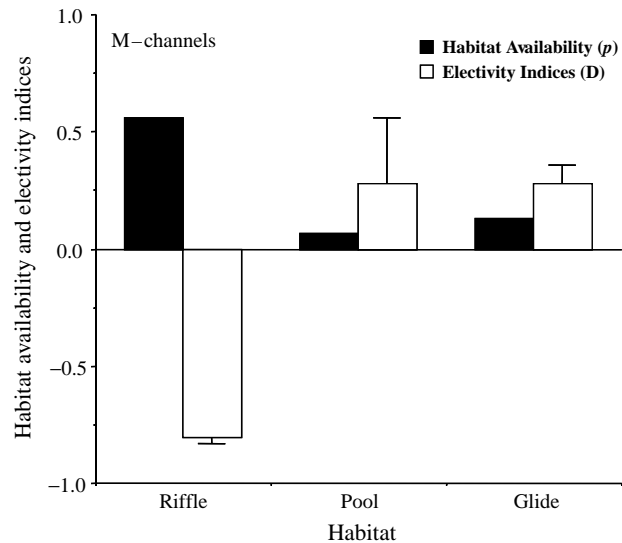 M–channels
Habitat Availability (p)
Electivity Indices (D)
Habitat availability and electivity indices
1.0
0.5
0.0
−0.5
−1.0
Riffle
Pool
Glide
Habitat